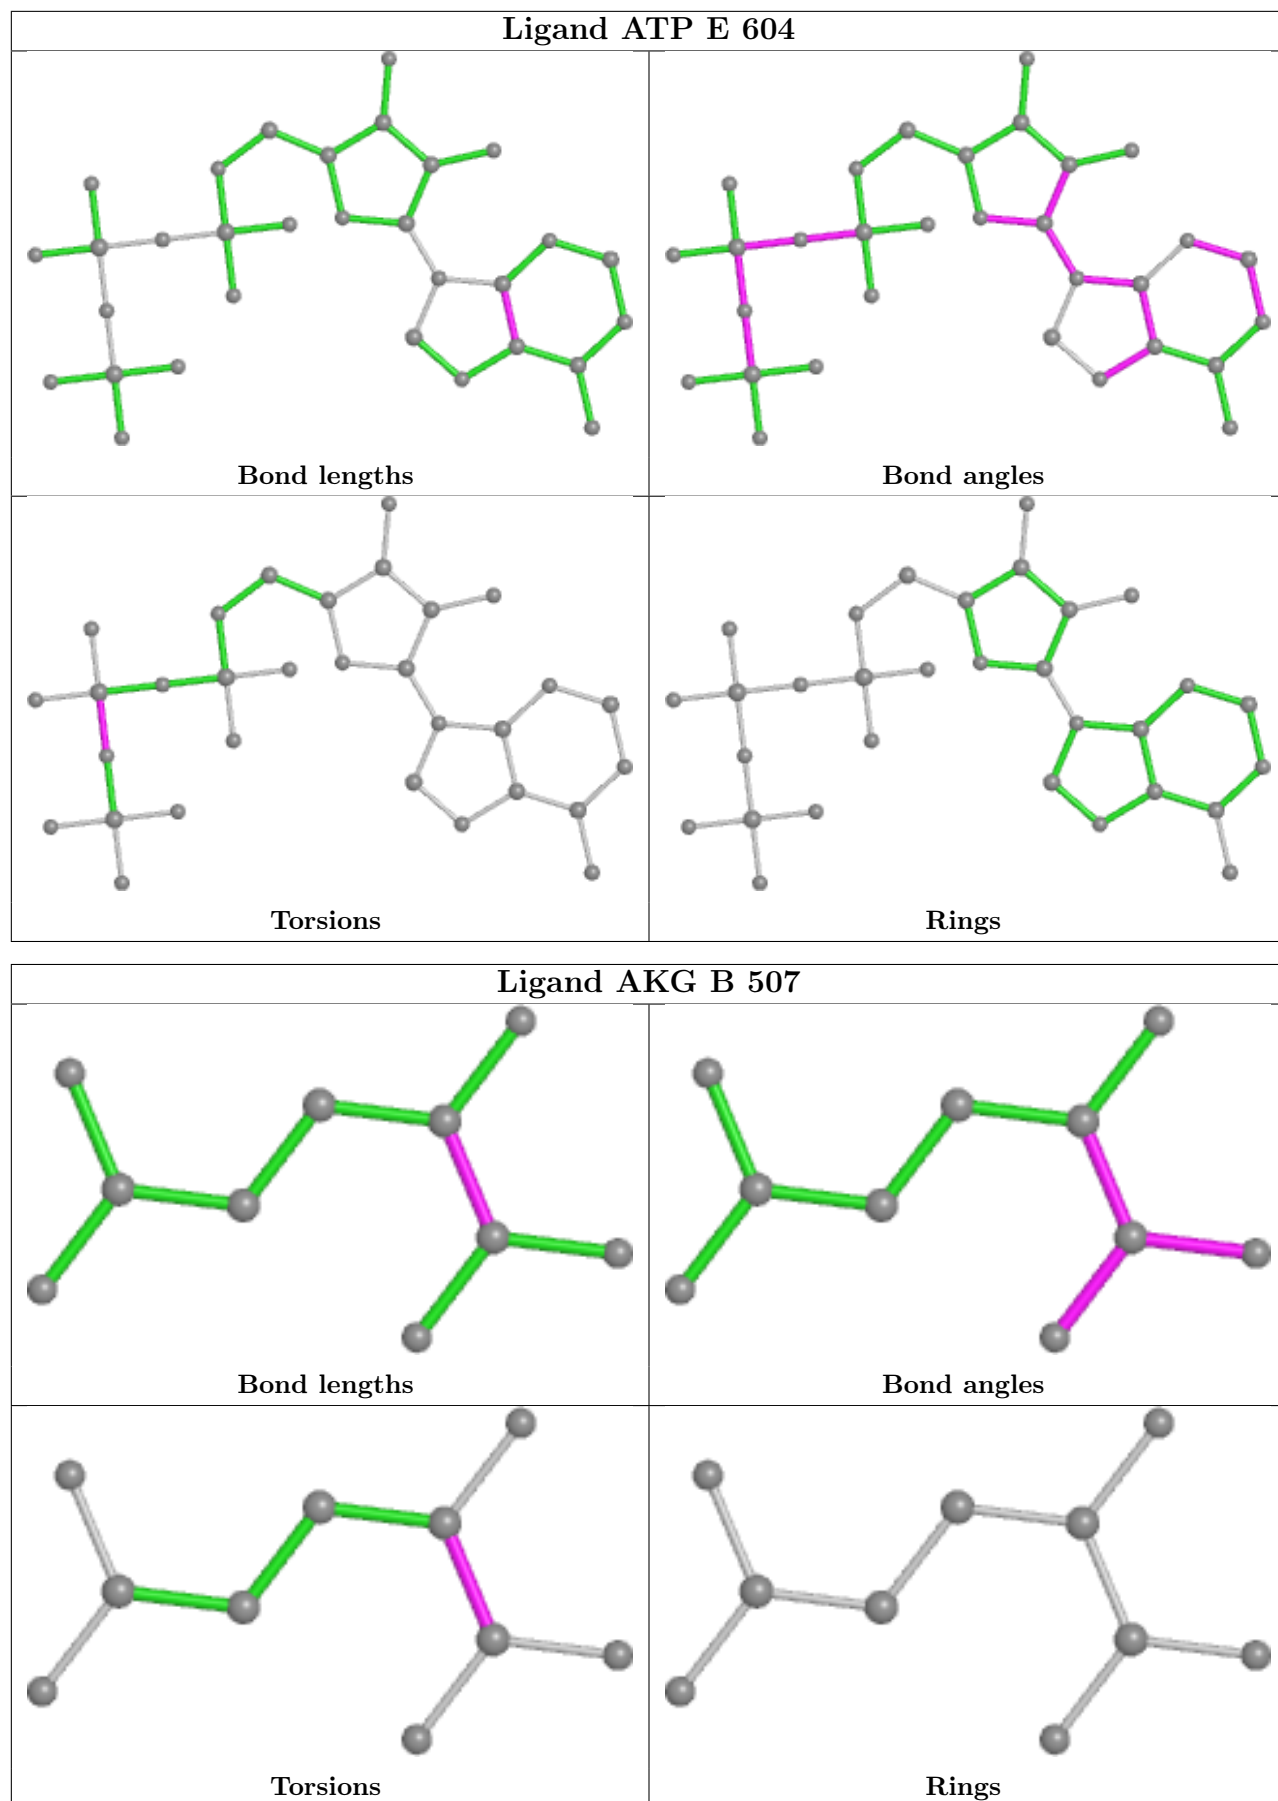 Ligand ATP E 604
Bond lengths
Bond angles
Torsions
Rings
Ligand AKG B 507
Bond lengths
Bond angles
Torsions
Rings